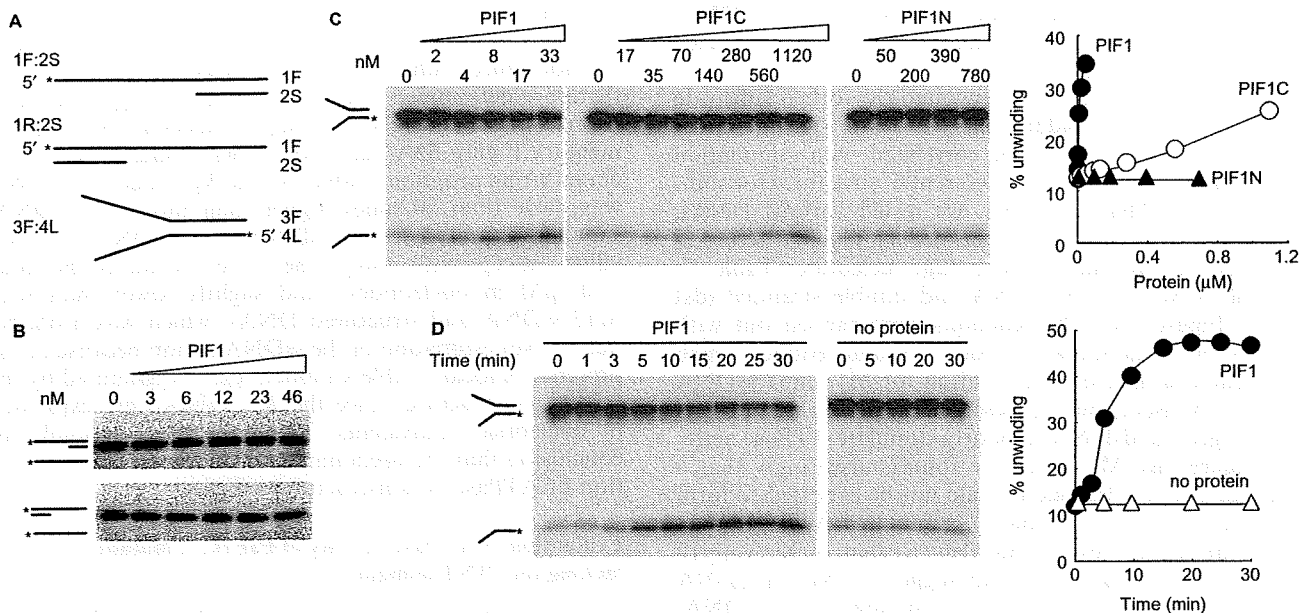 A
1F:2S
5′ *
1F
2S
1R:2S
5′ *
1F
2S
3F:4L
3F
* 5′ 4L
B
PIF1
nM 0 3 6 12 23 46
*
*
*
*
C
PIF1
PIF1C
PIF1N
nM
2 8 33
0 4 17
17 70 280 1120
0 35 140 560
50 390
0 200 780
*
*
40
30
20
10
0
% unwinding
PIF1
PIF1C
PIF1N
0 0.4 0.8 1.2
Protein (µM)
D
PIF1
no protein
Time (min) 0 1 3 5 10 15 20 25 30
0 5 10 20 30
*
*
50
40
30
20
10
0
% unwinding
PIF1
no protein
0 10 20 30
Time (min)